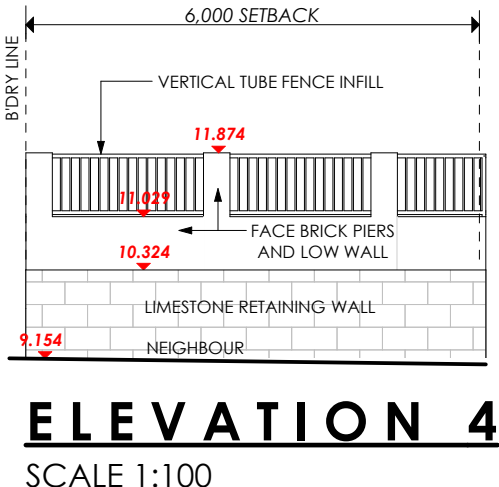 6,000 SETBACK
B'DRY LINE
VERTICAL TUBE FENCE INFILL
11.874
11.029
FACE BRICK PIERS
AND LOW WALL
10.324
LIMESTONE RETAINING WALL
9.154
NEIGHBOUR
ELEVATION 4
SCALE 1:100